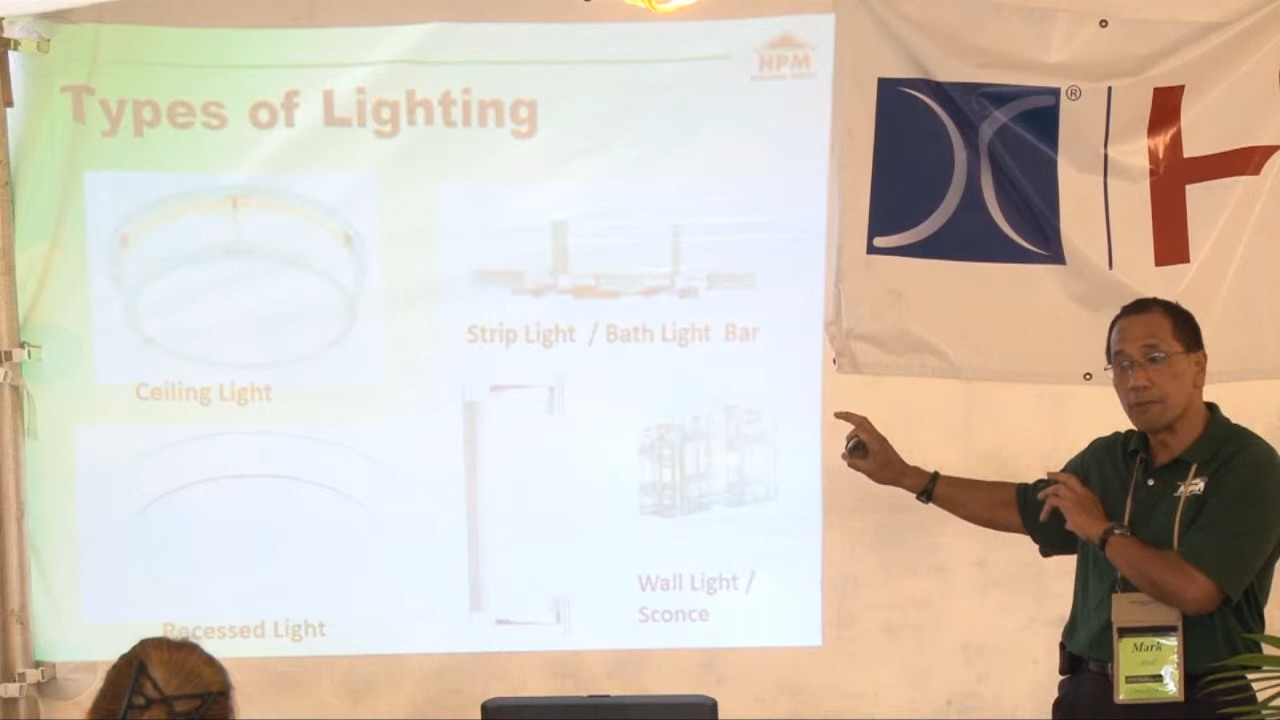 HPM
Types of Lighting
Ceiling Light
Strip Light / Bath Light Bar
Recessed Light
Wall Light /
Sconce
®
H
Mark